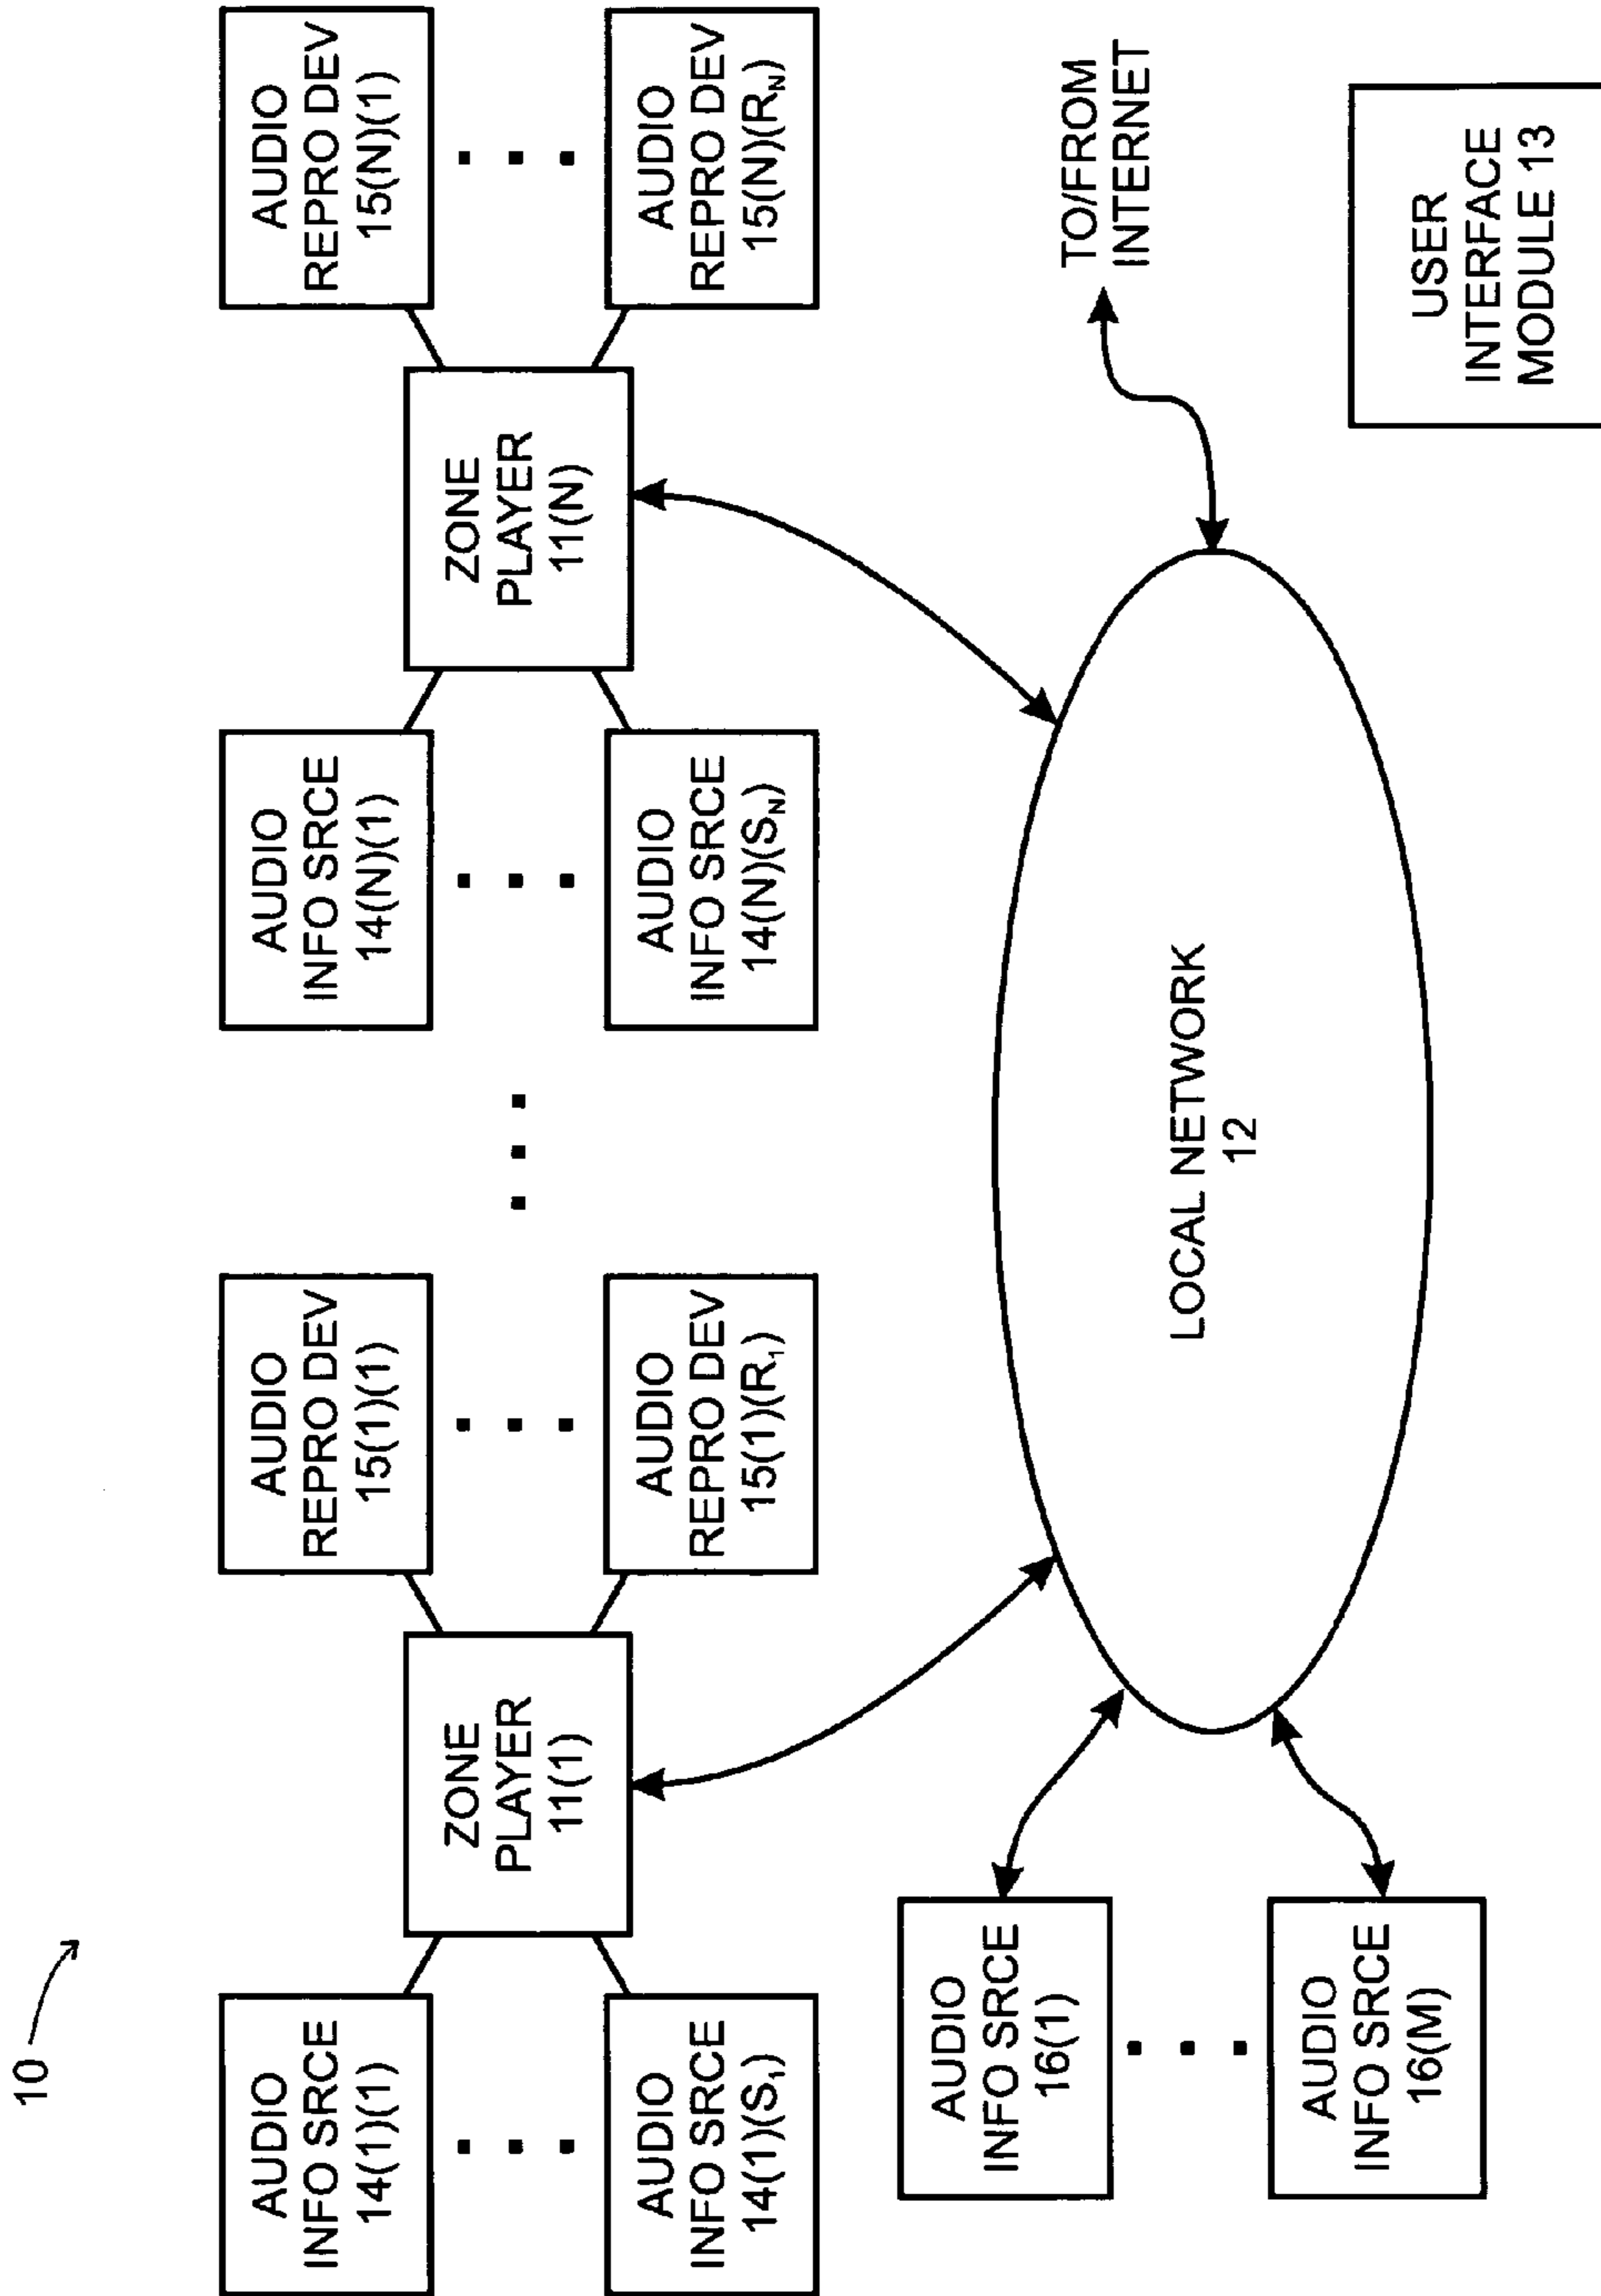 10
AUDIO
INFO SRCE
14(1)(1)
AUDIO
INFO SRCE
14(1)(S₁)
ZONE
PLAYER
11(1)
AUDIO
REPRO DEV
15(1)(1)
AUDIO
REPRO DEV
15(1)(R₁)
AUDIO
INFO SRCE
14(N)(1)
AUDIO
INFO SRCE
14(N)(S_N)
ZONE
PLAYER
11(N)
AUDIO
REPRO DEV
15(N)(1)
AUDIO
REPRO DEV
15(N)(R_N)
AUDIO
INFO SRCE
16(1)
AUDIO
INFO SRCE
16(M)
LOCAL NETWORK
12
TO/FROM
INTERNET
USER
INTERFACE
MODULE 13